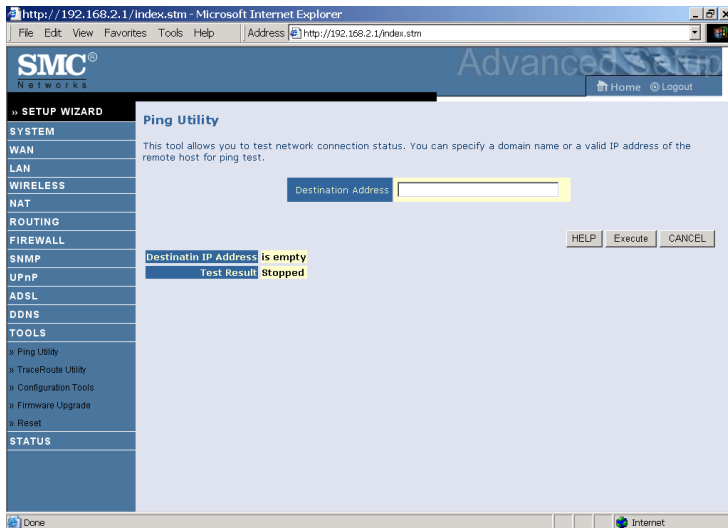 http://192.168.2.1/index.stm - Microsoft Internet Explorer
File Edit View Favorites Tools Help Address http://192.168.2.1/index.stm
SMC®
Networks
Advanced Setup
Home Logout
» SETUP WIZARD
SYSTEM
WAN
LAN
WIRELESS
NAT
ROUTING
FIREWALL
SNMP
UPnP
ADSL
DDNS
TOOLS
» Ping Utility
» TraceRoute Utility
» Configuration Tools
» Firmware Upgrade
» Reset
STATUS
Ping Utility
This tool allows you to test network connection status. You can specify a domain name or a valid IP address of the
remote host for ping test.
Destination Address
HELP Execute CANCEL
Destinatin IP Address is empty
Test Result Stopped
Done Internet